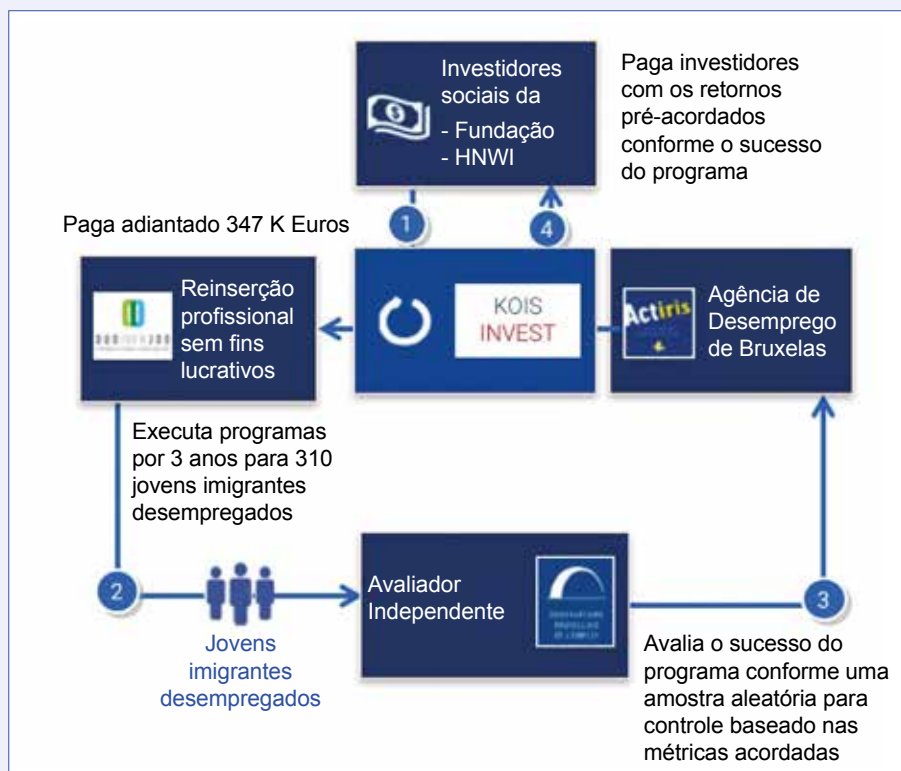 Investidores
sociais da
- Fundação
- HNWI
Paga investidores
com os retornos
pré-acordados
conforme o sucesso
do programa
1
4
Paga adiantado 347 K Euros
Reinserção
profissional
sem fins
lucrativos
KOIS
INVEST
Actiris
Agência de
Desemprego
de Bruxelas
Executa programas
por 3 anos para 310
jovens imigrantes
desempregados
2
Jovens
imigrantes
desempregados
Avaliador
Independente
3
Avalia o sucesso do
programa conforme uma
amostra aleatória para
controle baseado nas
métricas acordadas